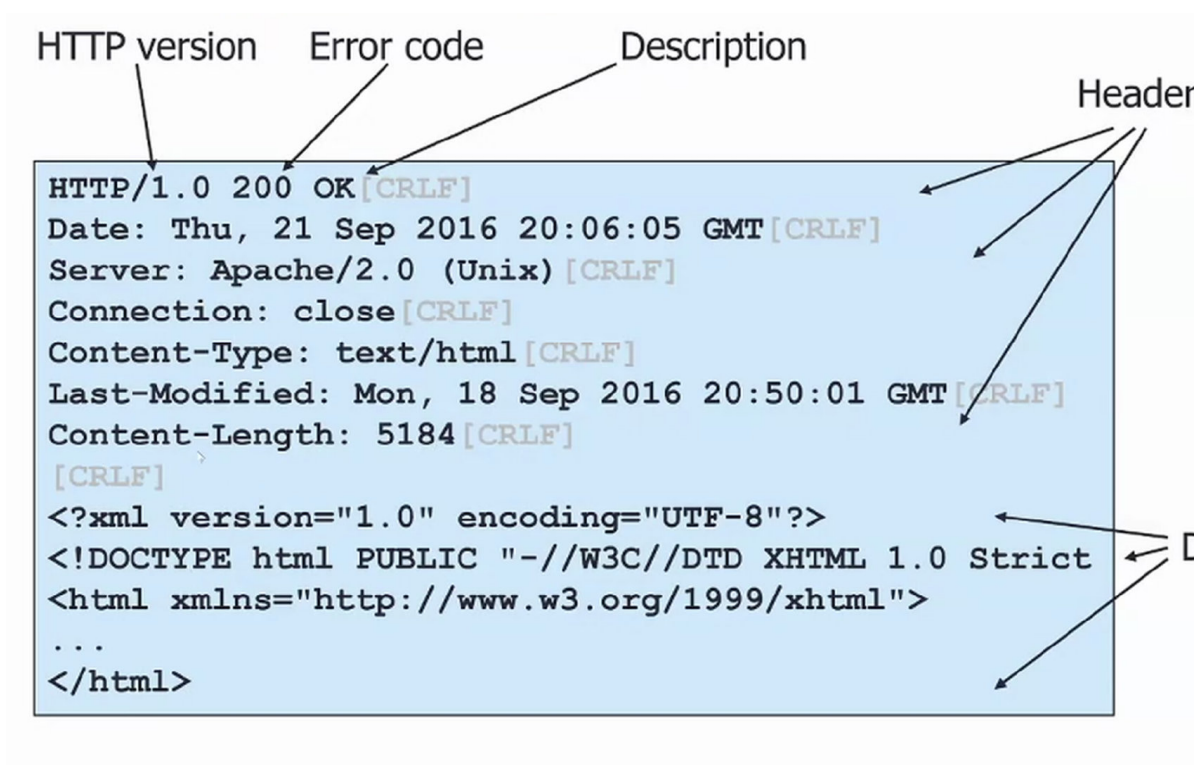 HTTP version Error code Description
Header
HTTP/1.0 200 OK[CRLF]
Date: Thu, 21 Sep 2016 20:06:05 GMT[CRLF]
Server: Apache/2.0 (Unix)[CRLF]
Connection: close[CRLF]
Content-Type: text/html[CRLF]
Last-Modified: Mon, 18 Sep 2016 20:50:01 GMT[CRLF]
Content-Length: 5184[CRLF]
[CRLF]
<?xml version="1.0" encoding="UTF-8"?>
<!DOCTYPE html PUBLIC "-//W3C//DTD XHTML 1.0 Strict
<html xmlns="http://www.w3.org/1999/xhtml">
...
</html>